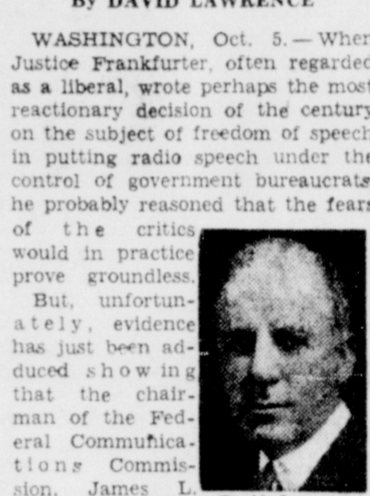 By DAVID LAWRENCE
WASHINGTON, Oct. 5. — When
Justice Frankfurter, often regarded
as a liberal, wrote perhaps the most
reactionary decision of the century
on the subject of freedom of speech
in putting radio speech under the
control of government bureaucrats
he probably reasoned that the fears
of the critics
would in practice
prove groundless.
But, unfortun-
ately, evidence
has just been ad-
duced showing
that the chair-
man of the Fed-
eral Communica-
tions Commis-
sion, James L.